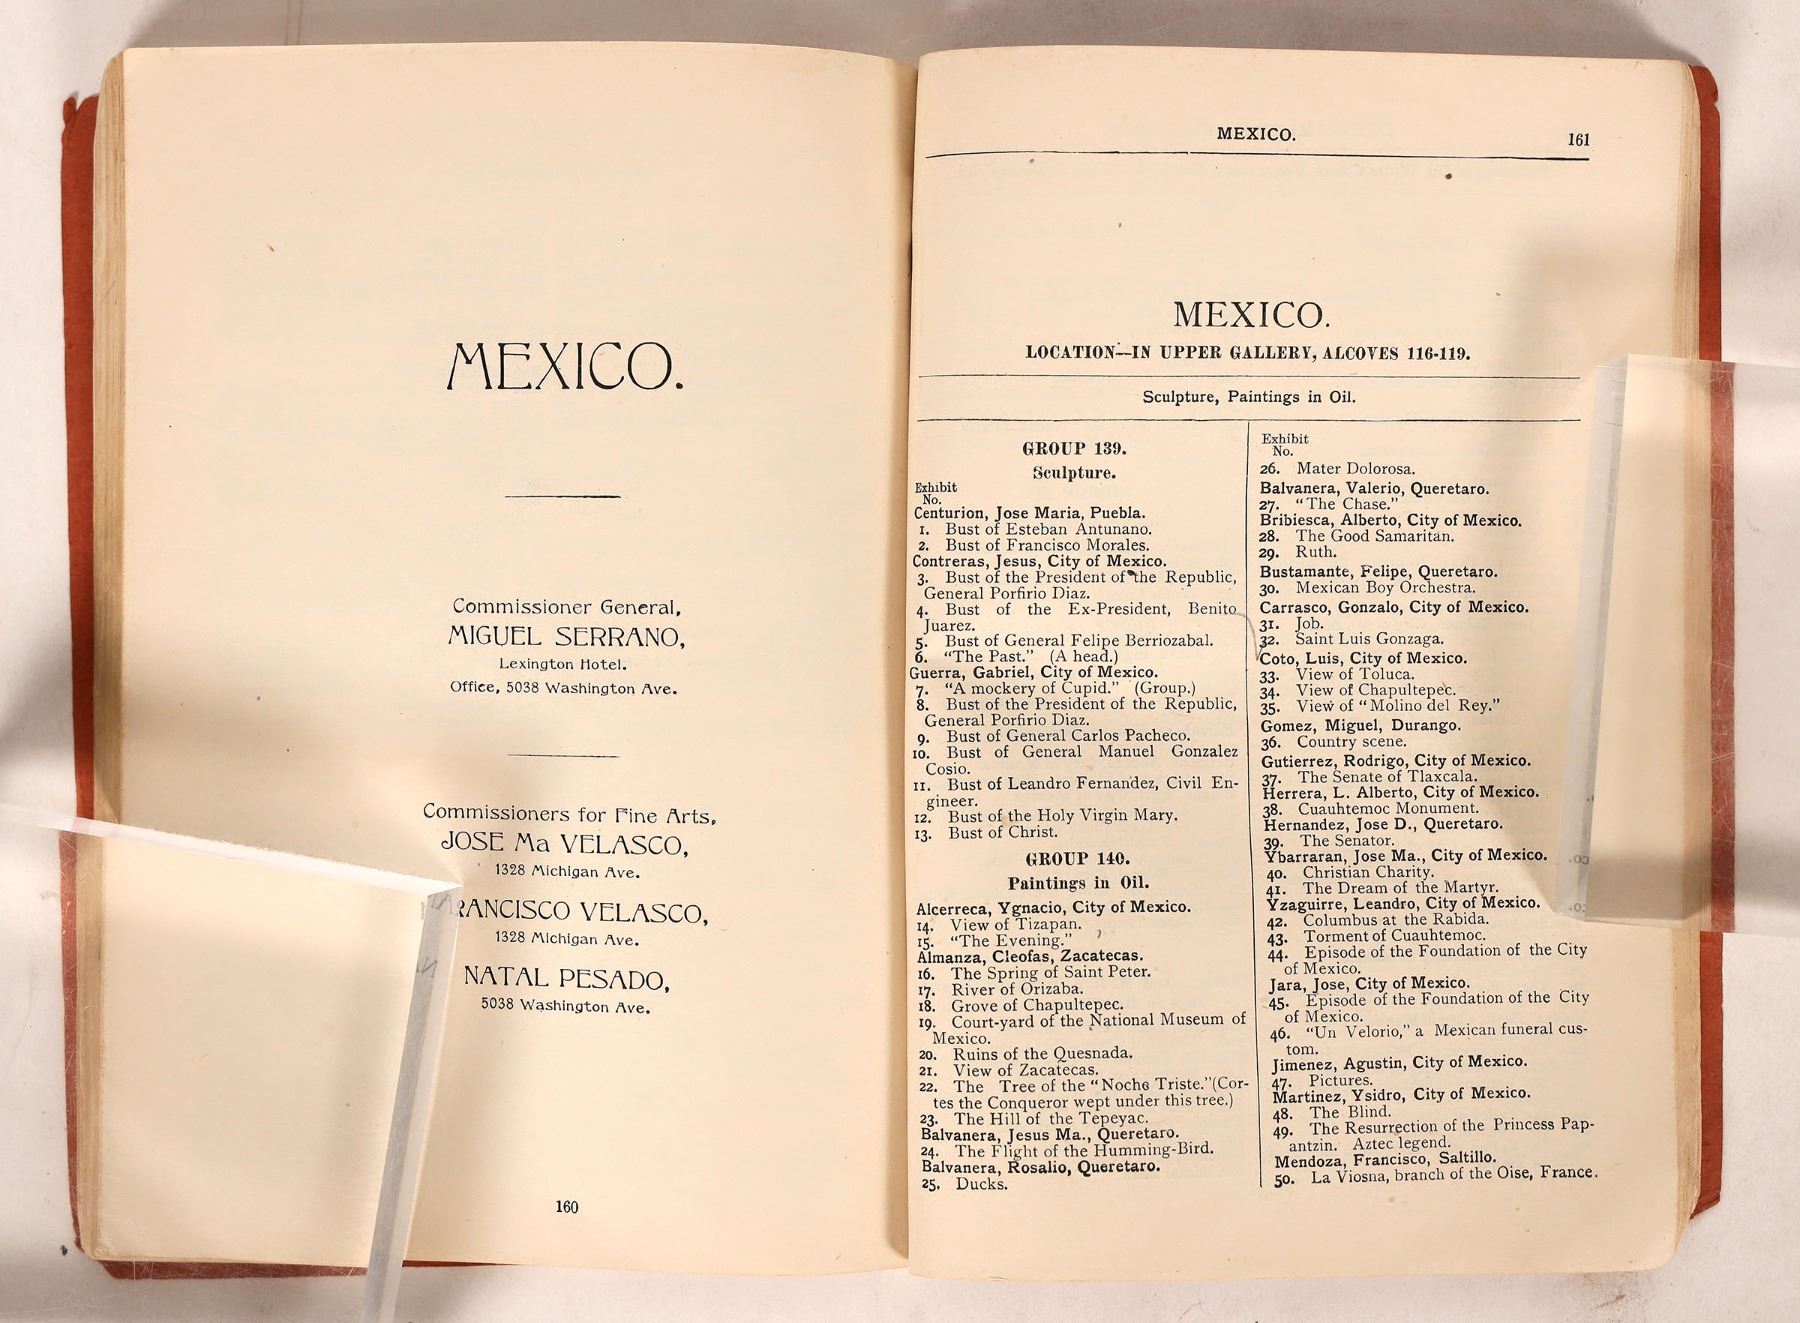 MEXICO.
Commissioner General,
MIGUEL SERRANO,
Lexington Hotel.
Office, 5038 Washington Ave.
Commissioners for Fine Arts,
JOSE Ma VELASCO,
1328 Michigan Ave.
FRANCISCO VELASCO,
1328 Michigan Ave.
NATAL PESADO,
5038 Washington Ave.
160
MEXICO.
161
MEXICO.
LOCATION—IN UPPER GALLERY, ALCOVES 116-119.
Sculpture, Paintings in Oil.
GROUP 139.
Sculpture.
Exhibit
No.
Centurion, Jose Maria, Puebla.
1. Bust of Esteban Antunano.
2. Bust of Francisco Morales.
Contreras, Jesus, City of Mexico.
3. Bust of the President of the Republic,
General Porfirio Diaz.
4. Bust of the Ex-President, Benito
Juarez.
5. Bust of General Felipe Berriozabal.
6. "The Past." (A head.)
Guerra, Gabriel, City of Mexico.
7. "A mockery of Cupid." (Group.)
8. Bust of the President of the Republic,
General Porfirio Diaz.
9. Bust of General Carlos Pacheco.
10. Bust of General Manuel Gonzalez
Cosio.
11. Bust of Leandro Fernandez, Civil En-
gineer.
12. Bust of the Holy Virgin Mary.
13. Bust of Christ.
GROUP 140.
Paintings in Oil.
Alcerreca, Ygnacio, City of Mexico.
14. View of Tizapan.
15. "The Evening."
Almanza, Cleofas, Zacatecas.
16. The Spring of Saint Peter.
17. River of Orizaba.
18. Grove of Chapultepec.
19. Court-yard of the National Museum of
Mexico.
20. Ruins of the Quesnada.
21. View of Zacatecas.
22. The Tree of the "Noche Triste."(Cor-
tes the Conqueror wept under this tree.)
23. The Hill of the Tepeyac.
Balvanera, Jesus Ma., Queretaro.
24. The Flight of the Humming-Bird.
Balvanera, Rosalio, Queretaro.
25. Ducks.
Exhibit
No.
26. Mater Dolorosa.
Balvanera, Valerio, Queretaro.
27. "The Chase."
Bribiesca, Alberto, City of Mexico.
28. The Good Samaritan.
29. Ruth.
Bustamante, Felipe, Queretaro.
30. Mexican Boy Orchestra.
Carrasco, Gonzalo, City of Mexico.
31. Job.
32. Saint Luis Gonzaga.
Coto, Luis, City of Mexico.
33. View of Toluca.
34. View of Chapultepec.
35. View of "Molino del Rey."
Gomez, Miguel, Durango.
36. Country scene.
Gutierrez, Rodrigo, City of Mexico.
37. The Senate of Tlaxcala.
Herrera, L. Alberto, City of Mexico.
38. Cuauhtemoc Monument.
Hernandez, Jose D., Queretaro.
39. The Senator.
Ybarraran, Jose Ma., City of Mexico.
40. Christian Charity.
41. The Dream of the Martyr.
Yzaguirre, Leandro, City of Mexico.
42. Columbus at the Rabida.
43. Torment of Cuauhtemoc.
44. Episode of the Foundation of the City
of Mexico.
Jara, Jose, City of Mexico.
45. Episode of the Foundation of the City
of Mexico.
46. "Un Velorio," a Mexican funeral cus-
tom.
Jimenez, Agustin, City of Mexico.
47. Pictures.
Martinez, Ysidro, City of Mexico.
48. The Blind.
49. The Resurrection of the Princess Pap-
antzin. Aztec legend.
Mendoza, Francisco, Saltillo.
50. La Viosna, branch of the Oise, France.